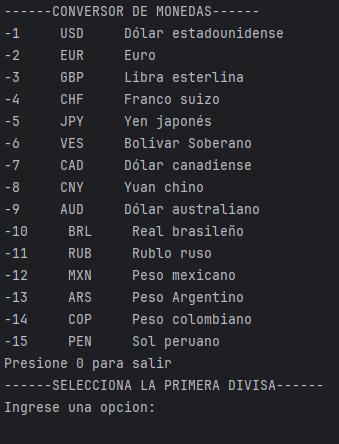 ------CONVERSOR DE MONEDAS------
-1     USD     Dólar estadounidense
-2     EUR     Euro
-3     GBP     Libra esterlina
-4     CHF     Franco suizo
-5     JPY     Yen japonés
-6     VES     Bolívar Soberano
-7     CAD     Dólar canadiense
-8     CNY     Yuan chino
-9     AUD     Dólar australiano
-10     BRL     Real brasileño
-11     RUB     Rublo ruso
-12     MXN     Peso mexicano
-13     ARS     Peso Argentino
-14     COP     Peso colombiano
-15     PEN     Sol peruano
Presione 0 para salir
------SELECCIONA LA PRIMERA DIVISA------
Ingrese una opcion: